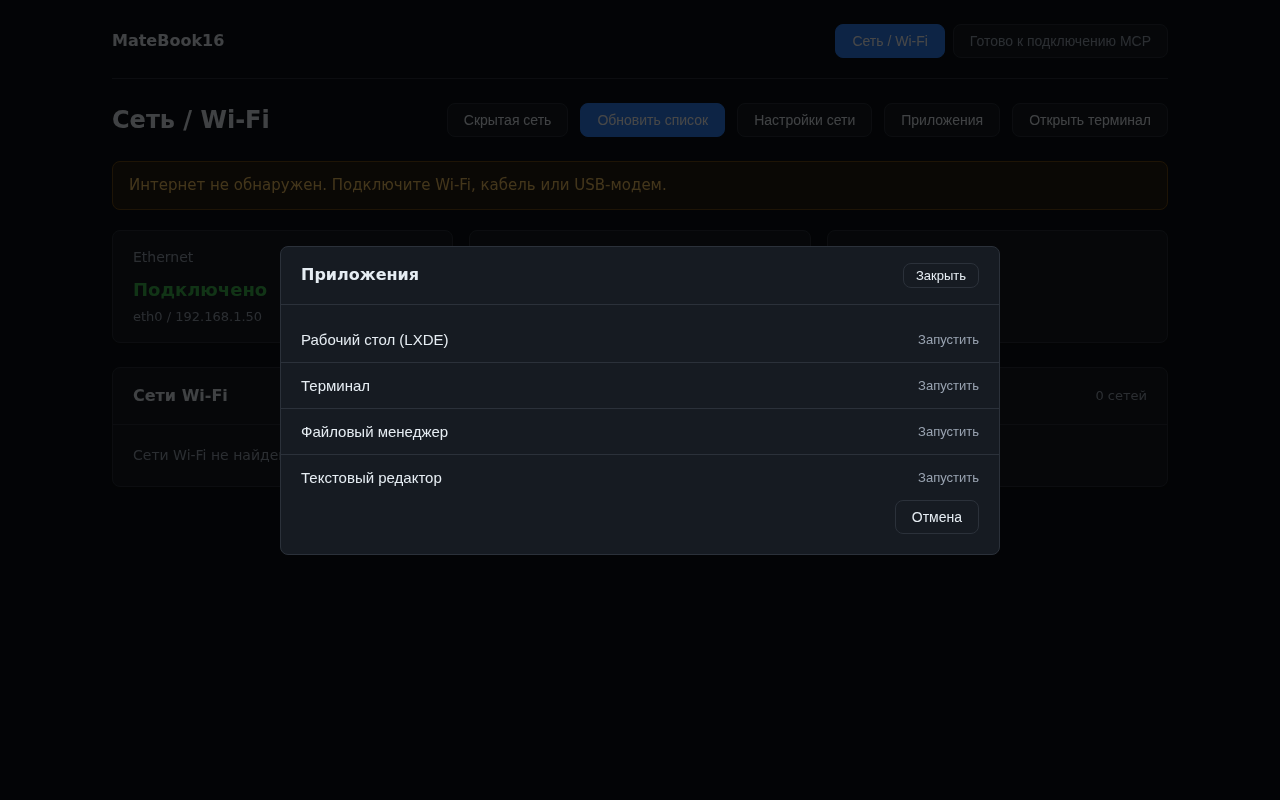 MateBook16
Сеть / Wi-Fi
Готово к подключению MCP
Сеть / Wi-Fi
Скрытая сеть
Обновить список
Настройки сети
Приложения
Открыть терминал
Интернет не обнаружен. Подключите Wi-Fi, кабель или USB-модем.
Ethernet
Подключено
eth0 / 192.168.1.50
Приложения
Закрыть
Рабочий стол (LXDE)
Запустить
Терминал
Запустить
Файловый менеджер
Запустить
Текстовый редактор
Запустить
Отмена
Сети Wi-Fi
0 сетей
Сети Wi-Fi не